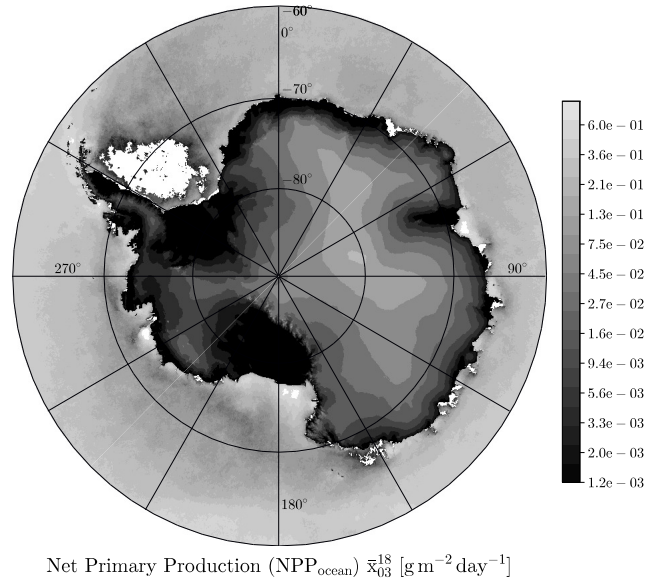 −60°
0°
−70°
−80°
270°
90°
180°
6.0e − 01
3.6e − 01
2.1e − 01
1.3e − 01
7.5e − 02
4.5e − 02
2.7e − 02
1.6e − 02
9.4e − 03
5.6e − 03
3.3e − 03
2.0e − 03
1.2e − 03
Net Primary Production (NPP_ocean) x̄₀₃¹⁸ [g m⁻² day⁻¹]